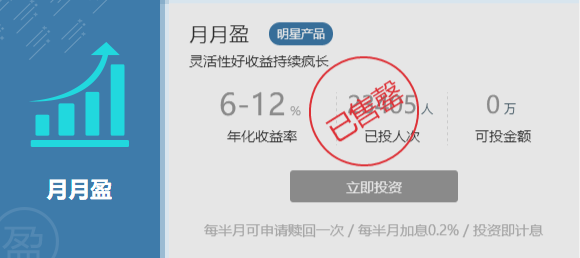 月月盈
盈
月月盈 明星产品
灵活性好收益持续疯长
6-12 %
年化收益率
人
已投人次
0 万
可投金额
已售罄
立即投资
每半月可申请赎回一次 / 每半月加息0.2% / 投资即计息